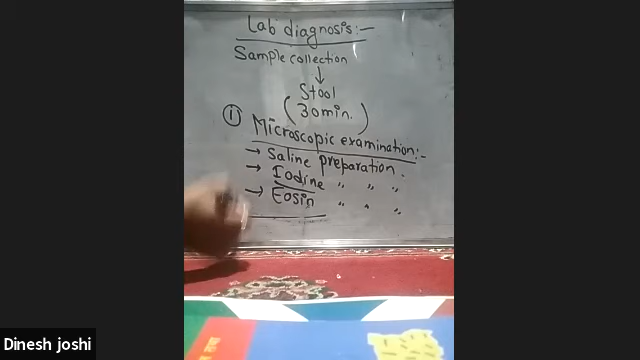 Lab diagnosis:-
Sample collection
↓
Stool
(30min.)
① Microscopic examination:-
→ Saline preparation.
→ Iodine " " "
→ Eosin " " "
Dinesh joshi